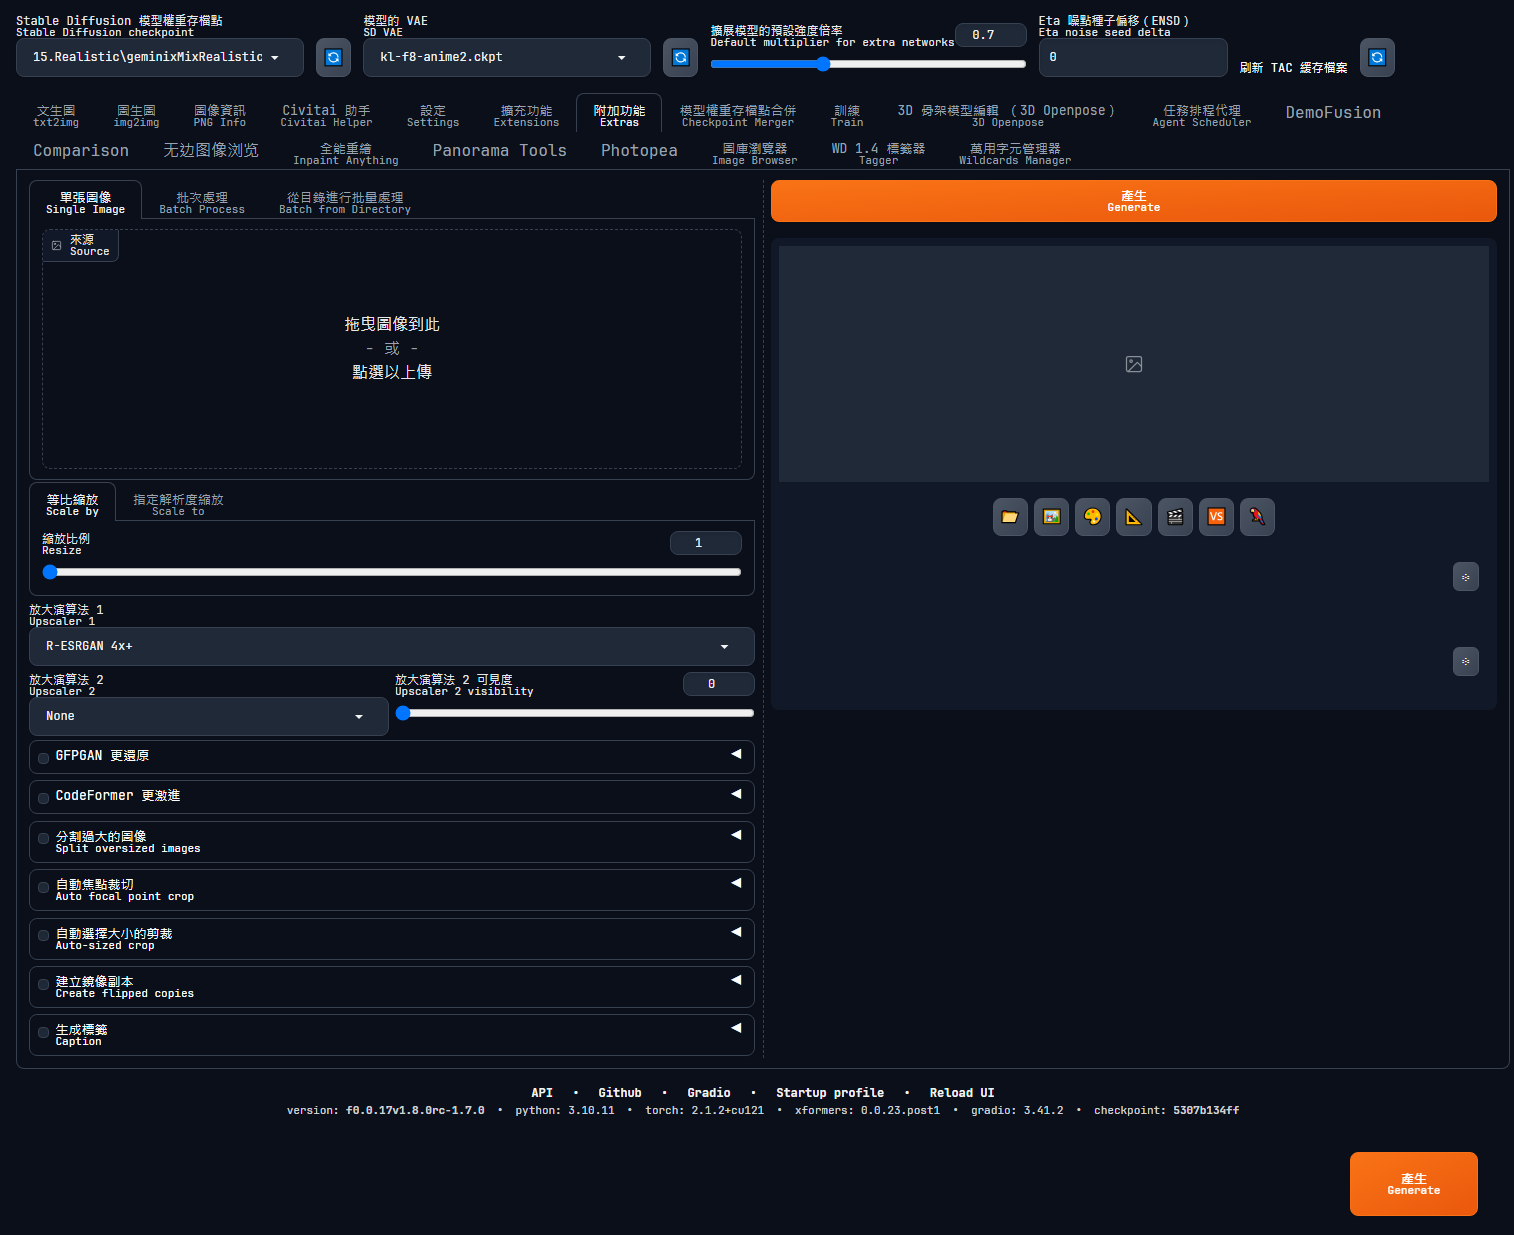 Stable Diffusion 模型權重存檔點
Stable Diffusion checkpoint
15.Realistic\geminixMixRealistic
模型的 VAE
SD VAE
kl-f8-anime2.ckpt
擴展模型的預設強度倍率
Default multiplier for extra networks
0.7
Eta 噪點種子偏移(ENSD)
Eta noise seed delta
0
刷新 TAC 緩存檔案
文生圖
txt2img
圖生圖
img2img
圖像資訊
PNG Info
Civitai 助手
Civitai Helper
設定
Settings
擴充功能
Extensions
附加功能
Extras
模型權重存檔點合併
Checkpoint Merger
訓練
Train
3D 骨架模型編輯 (3D Openpose)
3D Openpose
任務排程代理
Agent Scheduler
DemoFusion
Comparison
无边图像浏览
全能重繪
Inpaint Anything
Panorama Tools
Photopea
圖庫瀏覽器
Image Browser
WD 1.4 標籤器
Tagger
萬用字元管理器
Wildcards Manager
單張圖像
Single Image
批次處理
Batch Process
從目錄進行批量處理
Batch from Directory
來源
Source
拖曳圖像到此
- 或 -
點選以上傳
等比縮放
Scale by
指定解析度縮放
Scale to
縮放比例
Resize
1
放大演算法 1
Upscaler 1
R-ESRGAN 4x+
放大演算法 2
Upscaler 2
None
放大演算法 2 可見度
Upscaler 2 visibility
0
GFPGAN 更還原
CodeFormer 更激進
分割過大的圖像
Split oversized images
自動焦點裁切
Auto focal point crop
自動選擇大小的剪裁
Auto-sized crop
建立鏡像副本
Create flipped copies
生成標籤
Caption
產生
Generate
VS
API • Github • Gradio • Startup profile • Reload UI
version: f0.0.17v1.8.0rc-1.7.0 • python: 3.10.11 • torch: 2.1.2+cu121 • xformers: 0.0.23.post1 • gradio: 3.41.2 • checkpoint: 5307b134ff
產生
Generate